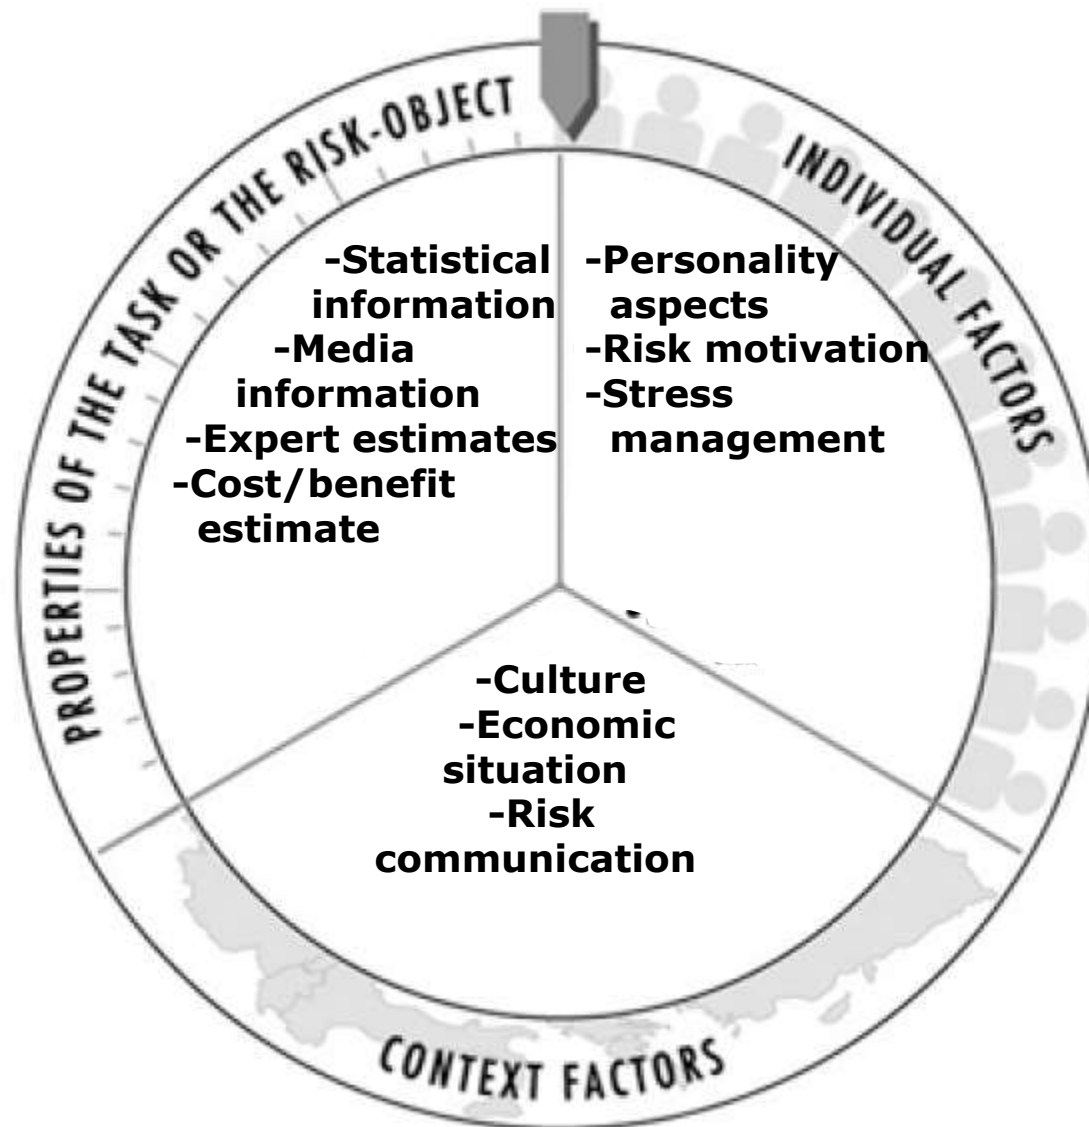 PROPERTIES OF THE TASK OR THE RISK-OBJECT
-Statistical
information
-Media
information
-Expert estimates
-Cost/benefit
estimate
INDIVIDUAL FACTORS
-Personality
aspects
-Risk motivation
-Stress
management
-Culture
-Economic
situation
-Risk
communication
CONTEXT FACTORS